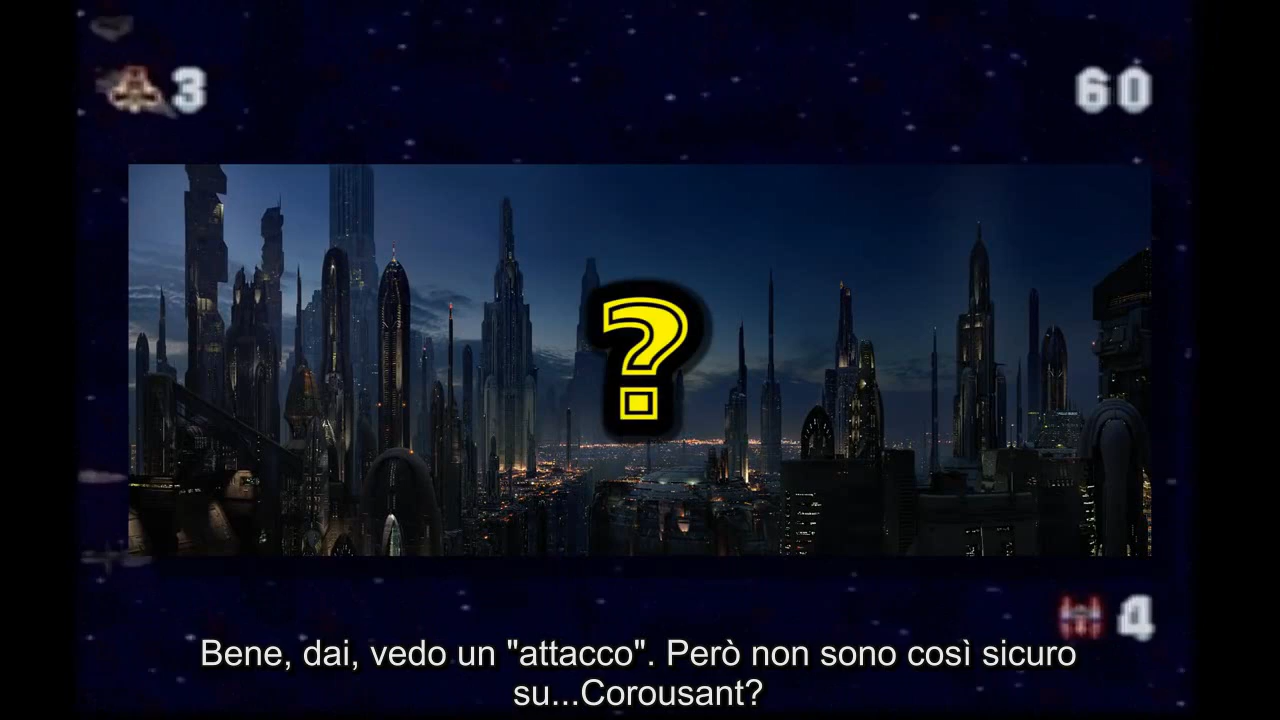 3
60
?
4
Bene, dai, vedo un "attacco". Però non sono così sicuro
su...Corousant?